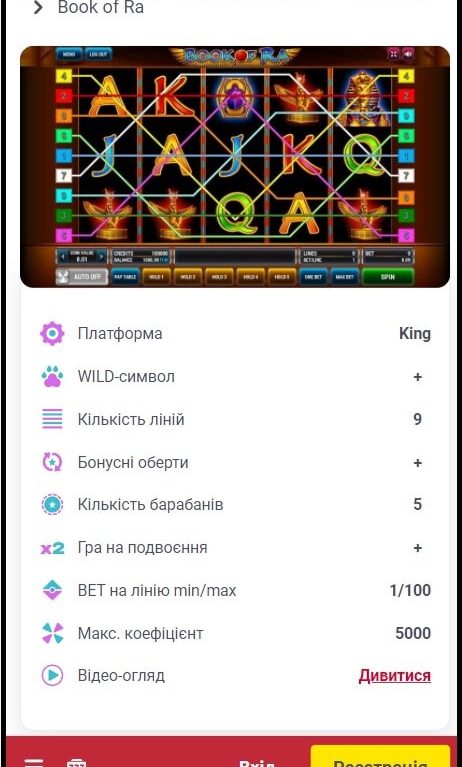 Book of Ra
MENU LOG OUT BOOK OF RA
4 4
2 2
8 8
6 6
1 1
7 7
9 9
3 3
5 5
COIN VALUE 0.01 CREDITS 100000 LINES 9 BET 9
BALANCE 1000.00 FUN BET/LINE 1 0.09
AUTO OFF PAY TABLE HOLD 1 HOLD 2 HOLD 3 HOLD 4 HOLD 5 ONE BET MAX BET SPIN
Платформа King
WILD-символ +
Кількість ліній 9
Бонусні оберти +
Кількість барабанів 5
x2 Гра на подвоєння +
BET на лінію min/max 1/100
Макс. коефіцієнт 5000
Відео-огляд Дивитися
Вхід Реєстрація